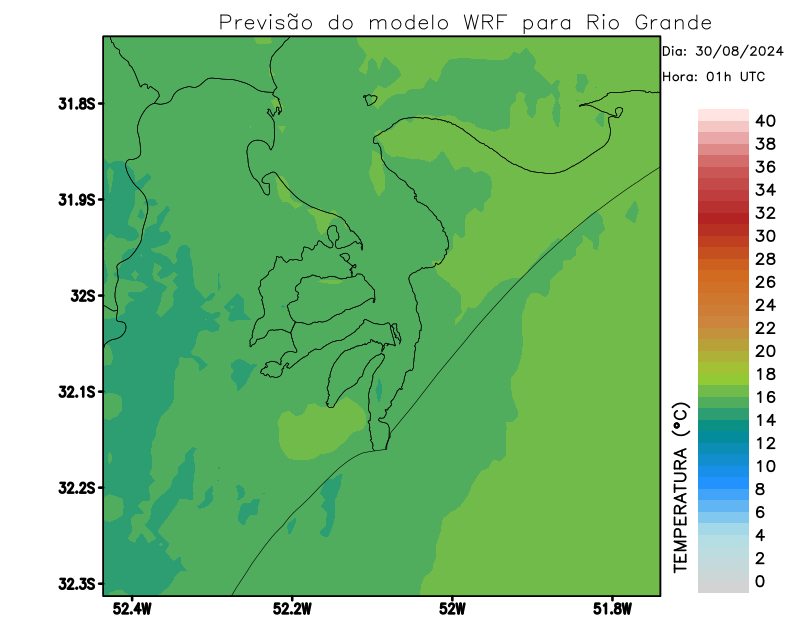 Previsão do modelo WRF para Rio Grande
Dia: 30/08/2024
Hora: 01h UTC
31.8S
31.9S
32S
32.1S
32.2S
32.3S
52.4W
52.2W
52W
51.8W
40
38
36
34
32
30
28
26
24
22
20
18
16
14
12
10
8
6
4
2
0
TEMPERATURA (°C)